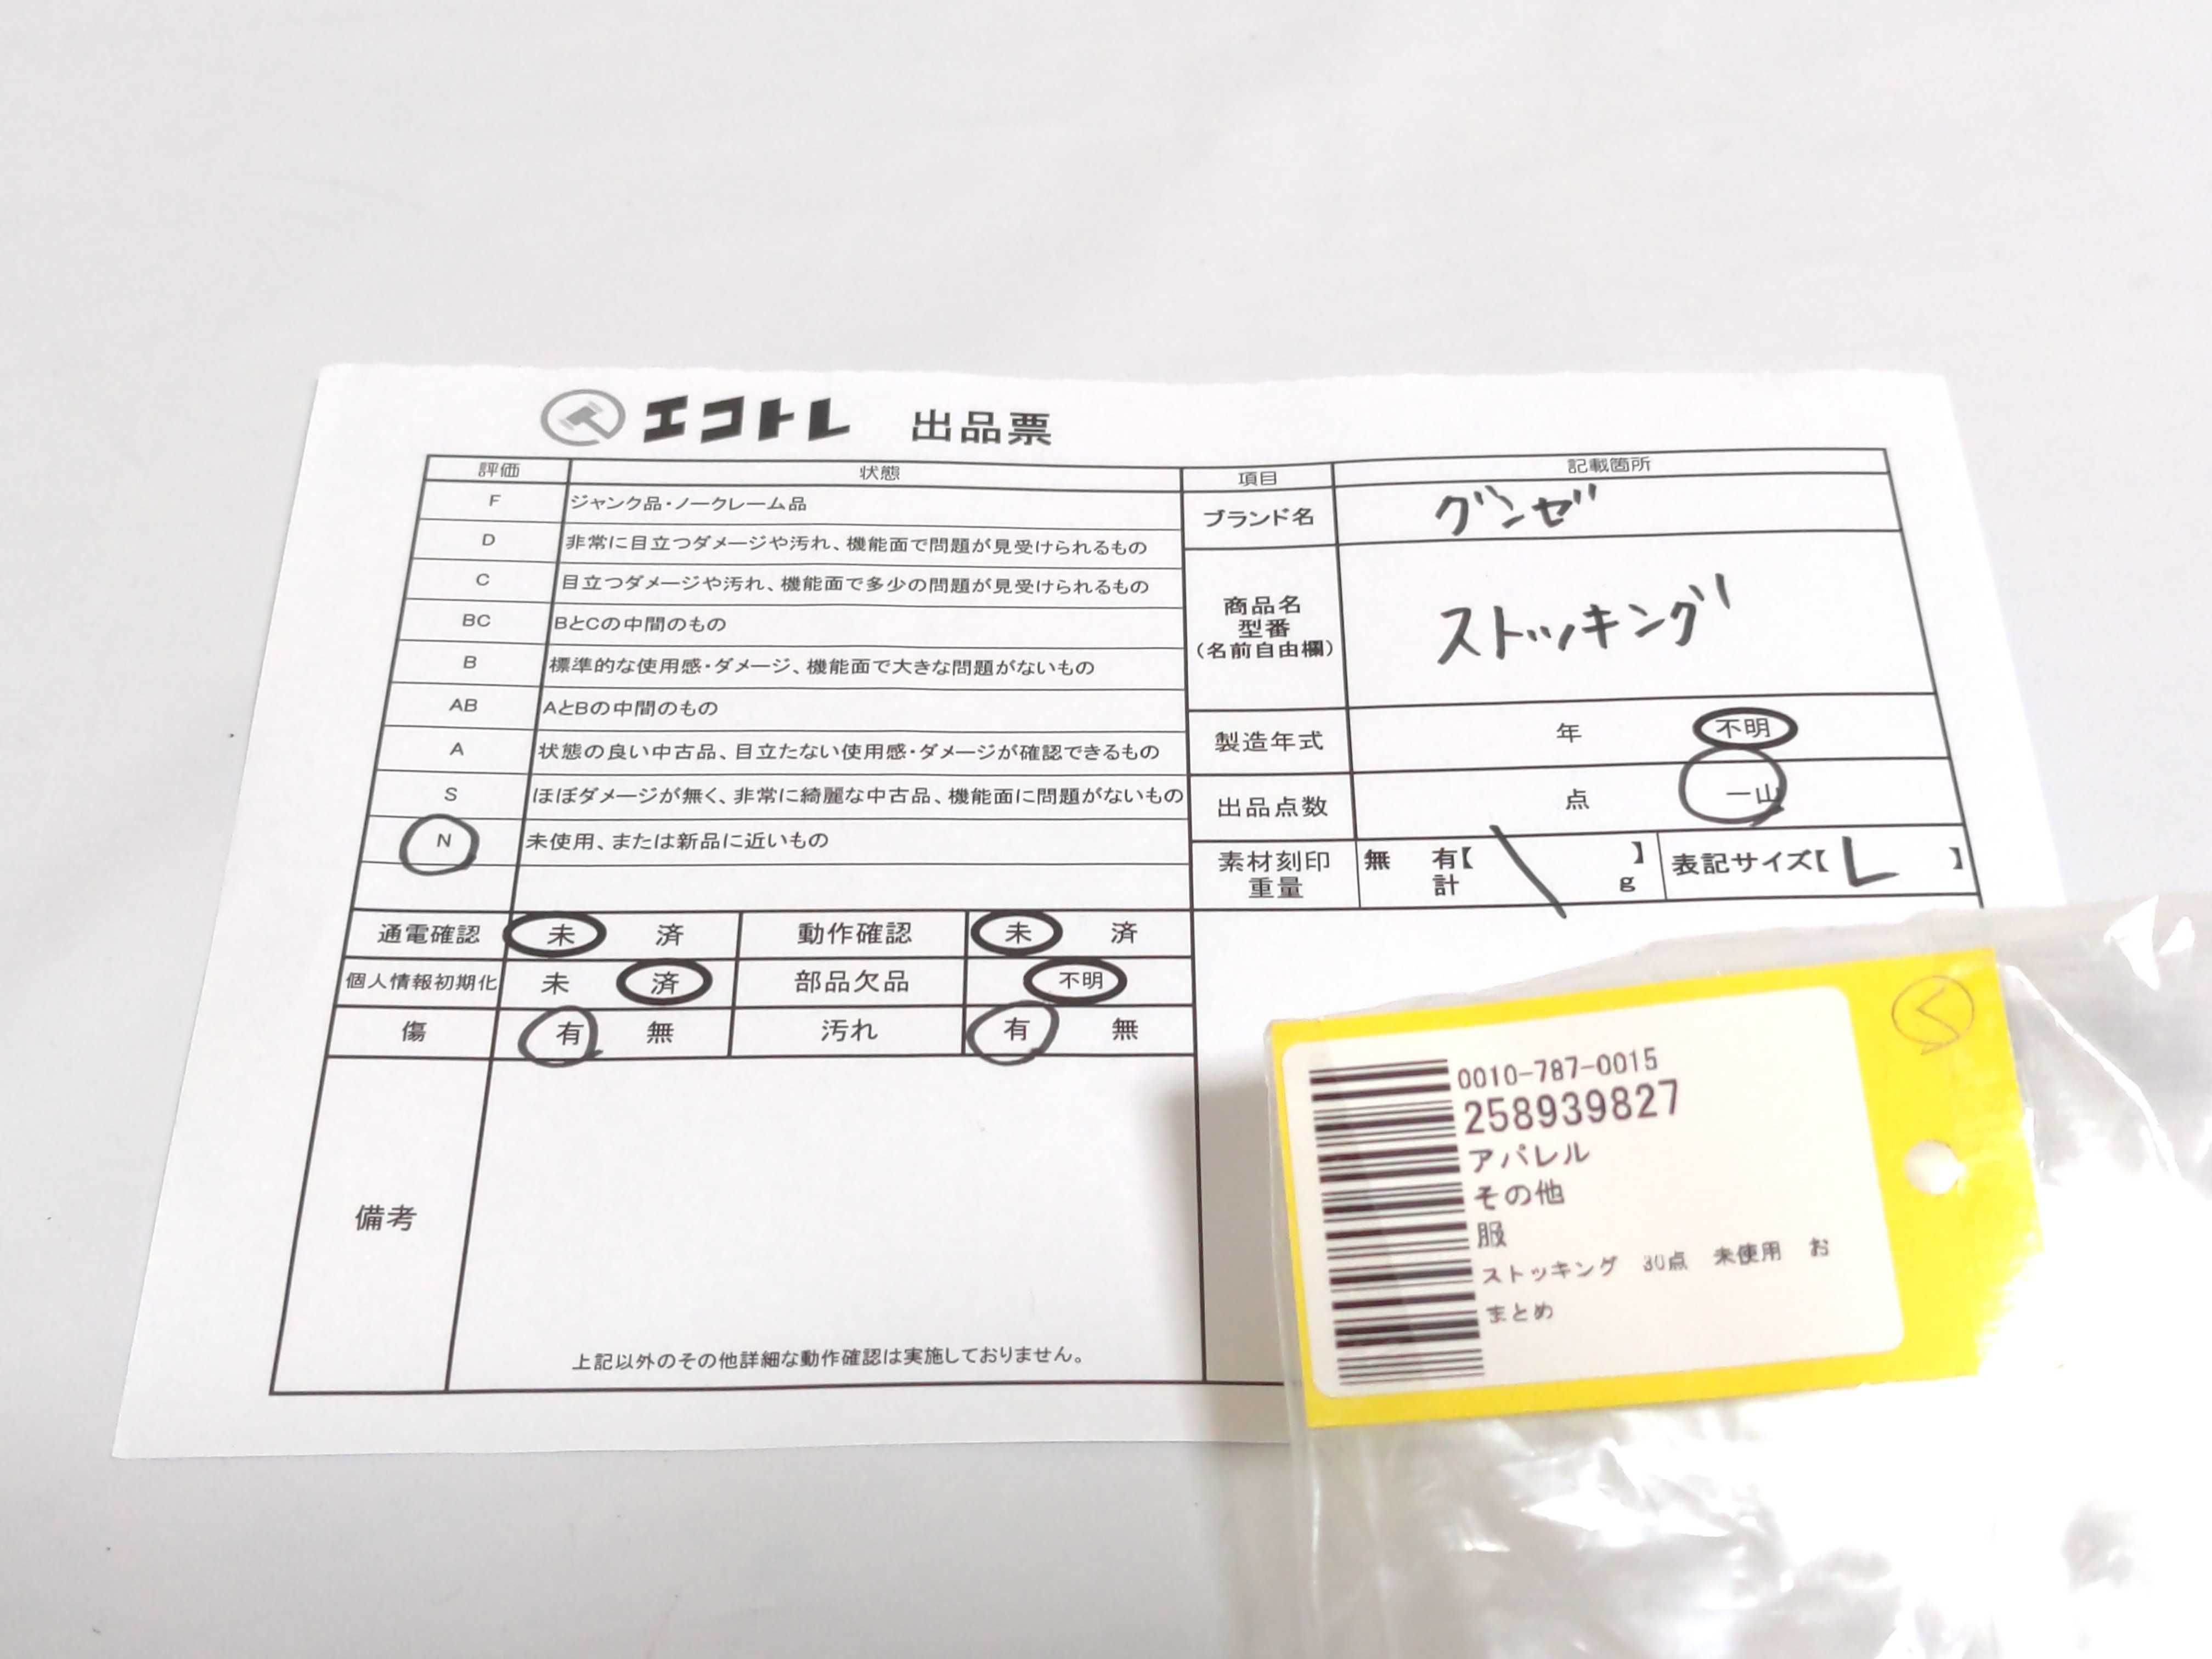 エコトレ 出品票
評価 状態
F ジャンク品・ノークレーム品
D 非常に目立つダメージや汚れ、機能面で問題が見受けられるもの
C 目立つダメージや汚れ、機能面で多少の問題が見受けられるもの
BC BとCの中間のもの
B 標準的な使用感・ダメージ、機能面で大きな問題がないもの
AB AとBの中間のもの
A 状態の良い中古品、目立たない使用感・ダメージが確認できるもの
S ほぼダメージが無く、非常に綺麗な中古品、機能面に問題がないもの
N 未使用、または新品に近いもの
項目 記載箇所
ブランド名 グンゼ
商品名
型番
(名前自由欄)
ストッキング
製造年式 年 不明
出品点数 点 一山
素材刻印 無 有【 】
重量 計 g
表記サイズ【 L 】
通電確認 未 済 動作確認 未 済
個人情報初期化 未 済 部品欠品 不明
傷 有 無 汚れ 有 無
備考
上記以外のその他詳細な動作確認は実施しておりません。
0010-787-0015
258939827
アパレル
その他
服
ストッキング 30点 未使用 お
まとめ